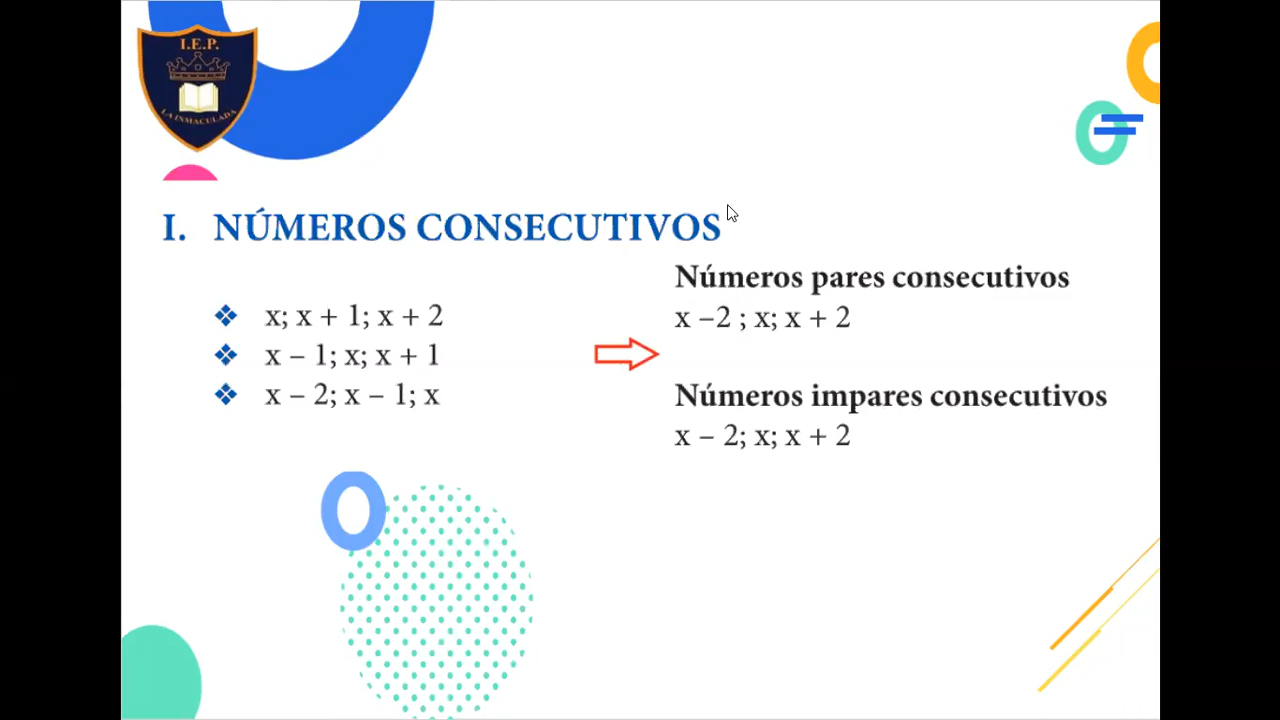 I.E.P.
LA INMACULADA
I. NÚMEROS CONSECUTIVOS
x; x + 1; x + 2
x – 1; x; x + 1
x – 2; x – 1; x
Números pares consecutivos
x –2 ; x; x + 2
Números impares consecutivos
x – 2; x; x + 2